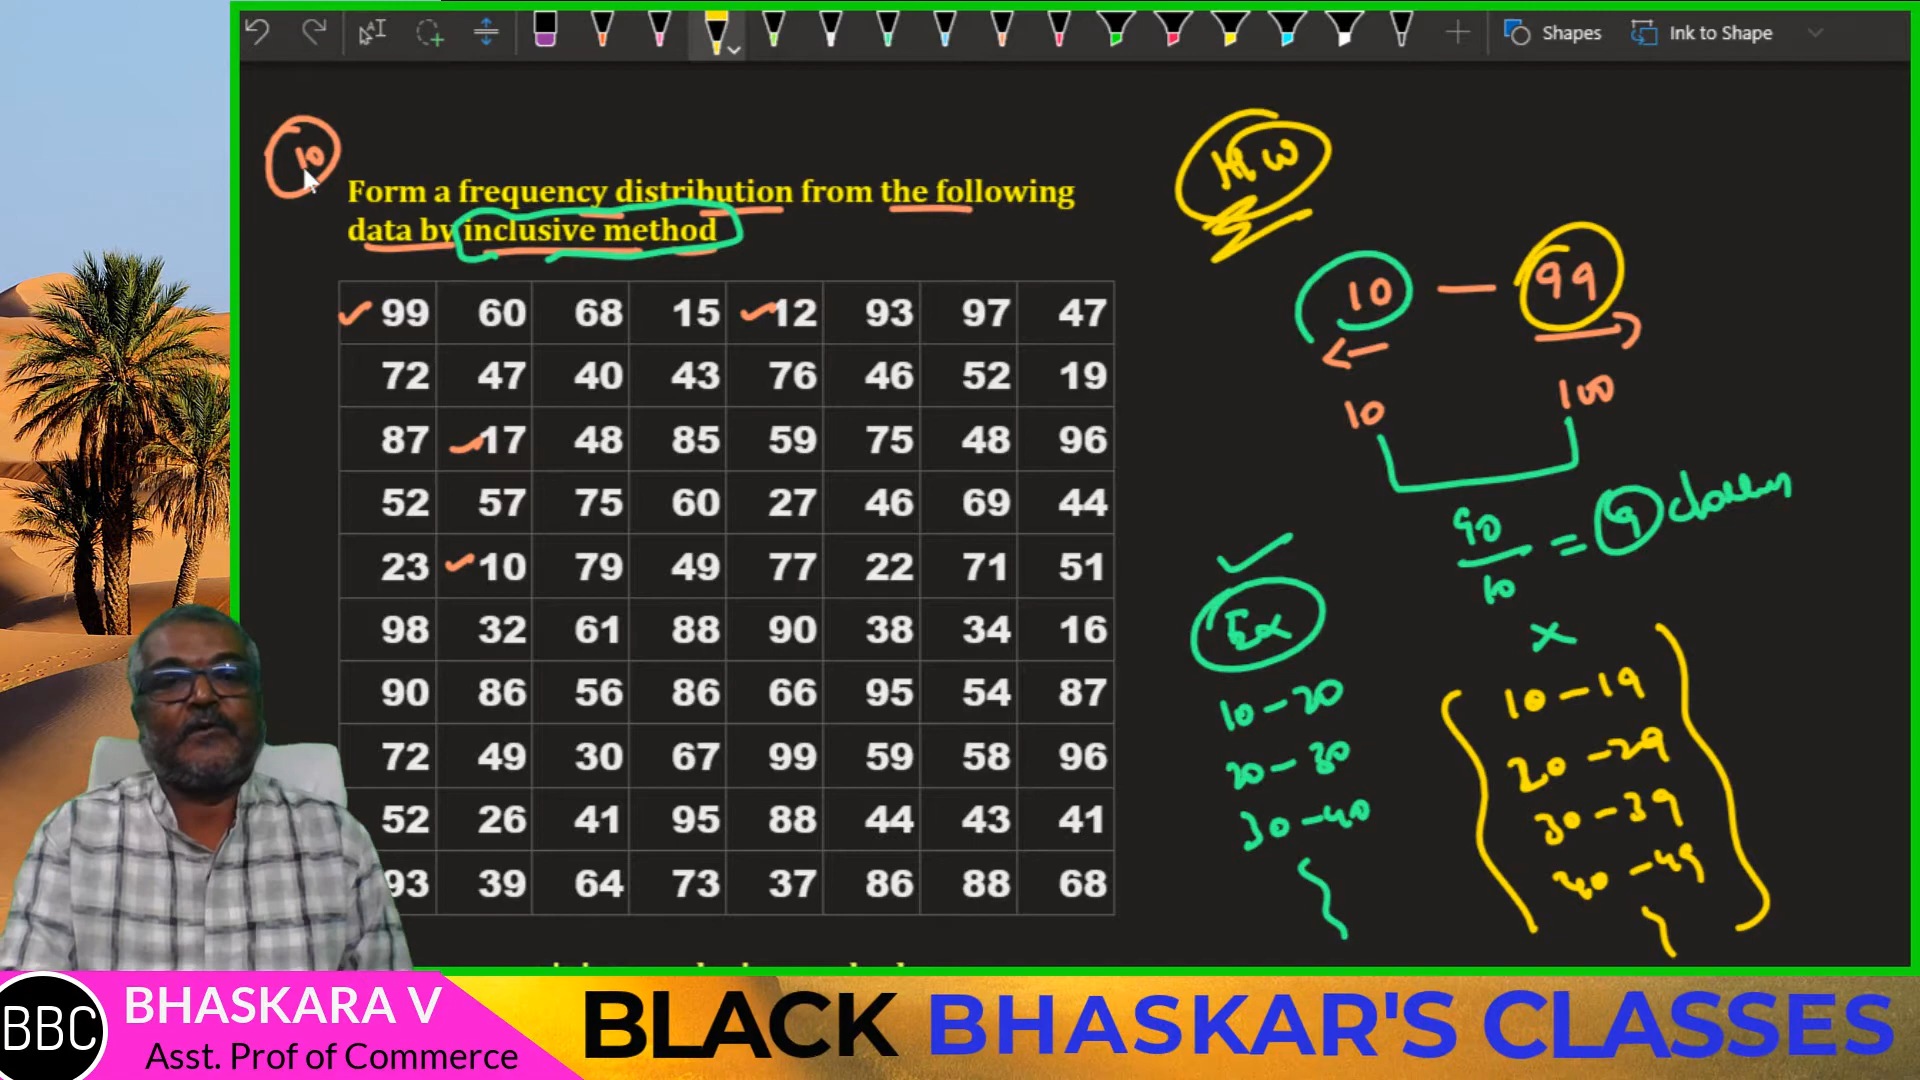 Shapes Ink to Shape
10
Form a frequency distribution from the following
data by inclusive method
99 60 68 15 12 93 97 47
72 47 40 43 76 46 52 19
87 17 48 85 59 75 48 96
52 57 75 60 27 46 69 44
23 10 79 49 77 22 71 51
98 32 61 88 90 38 34 16
90 86 56 86 66 95 54 87
72 49 30 67 99 59 58 96
52 26 41 95 88 44 43 41
93 39 64 73 37 86 88 68
HW
10 — 99
10 100
90
10
= 9 classes
Ex
10-20
20-30
30-40
10-19
20-29
30-39
40-49
BBC
BHASKARA V
Asst. Prof of Commerce
BLACK BHASKAR'S CLASSES